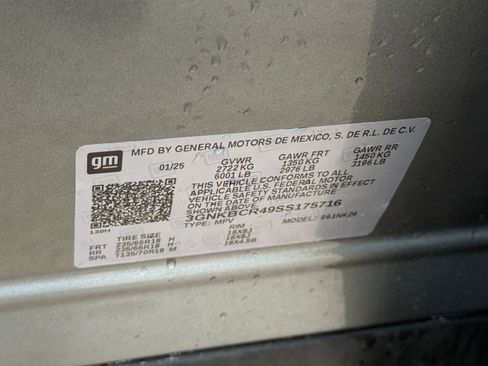 gm
MFD BY GENERAL MOTORS DE MEXICO, S. DE R.L. DE C.V.
01/25 GVWR GAWR FRT GAWR RR
2722 KG 1350 KG 1450 KG
6001 LB 2976 LB 3196 LB
THIS VEHICLE CONFORMS TO ALL
APPLICABLE U.S. FEDERAL MOTOR
VEHICLE SAFETY STANDARDS IN
EFFECT ON THE DATE OF
MANUFACTURE SHOWN ABOVE.
3GNKBCR49SS175716
TYPE: MPV MODEL: 961NK26
139H
TIRE SIZE RIM
FRT 235/65R18 H 18X8J
RR 235/65R18 H 18X8J
SPA T135/70R18 M 18X4.5B